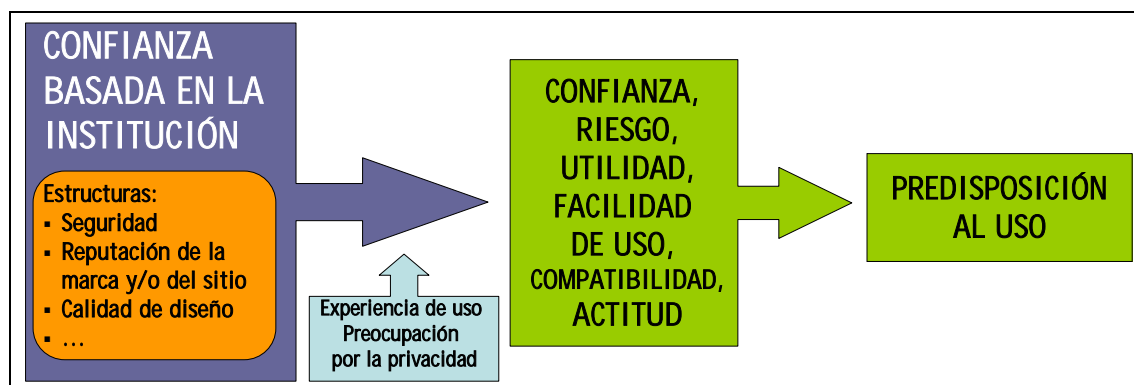 CONFIANZA
BASADA EN LA
INSTITUCIÓN
Estructuras:
▪ Seguridad
▪ Reputación de la
marca y/o del sitio
▪ Calidad de diseño
▪ ...
Experiencia de uso
Preocupación
por la privacidad
CONFIANZA,
RIESGO,
UTILIDAD,
FACILIDAD
DE USO,
COMPATIBILIDAD,
ACTITUD
PREDISPOSICIÓN
AL USO